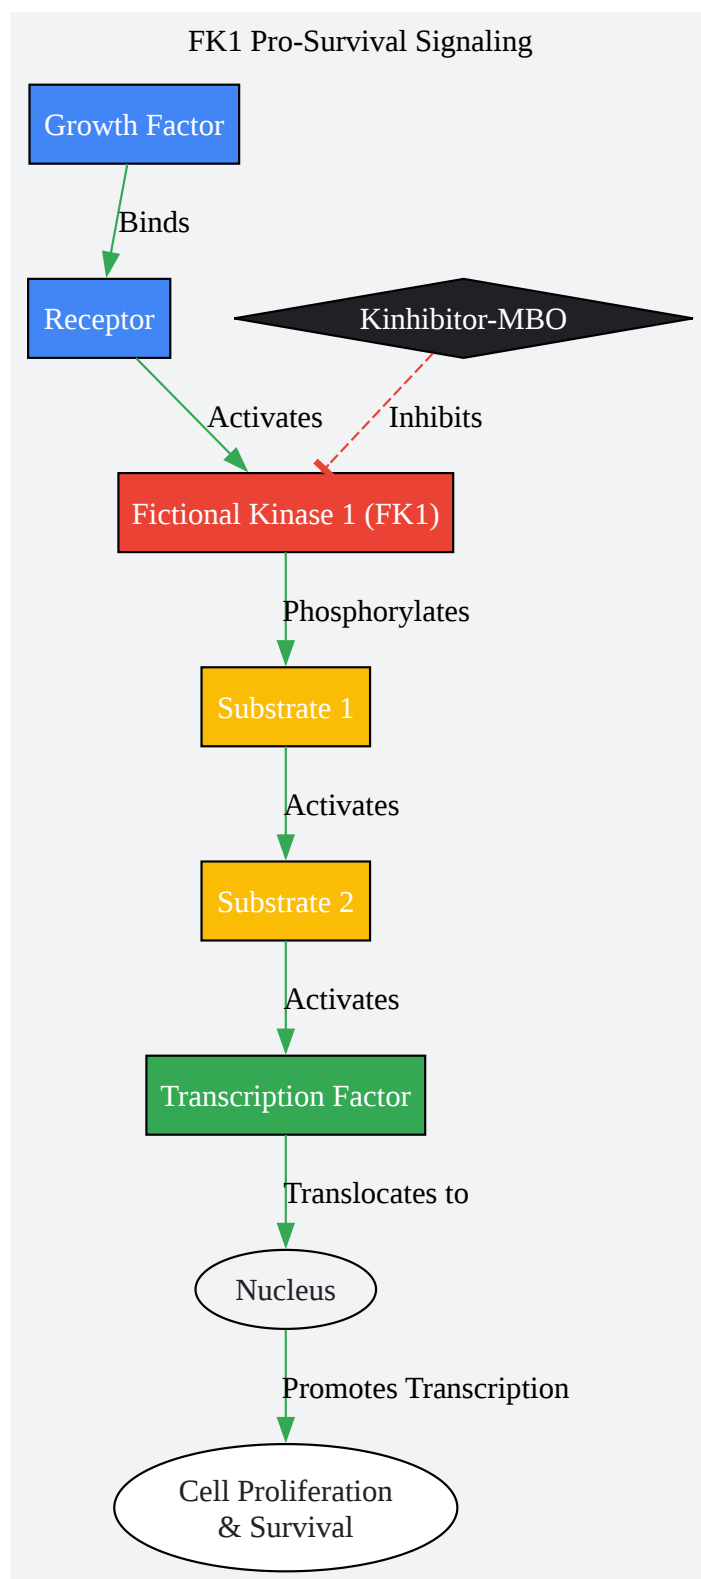 FK1 Pro-Survival Signaling
Growth Factor
Binds
Receptor
Kinhibitor-MBO
Activates
Inhibits
Fictional Kinase 1 (FK1)
Phosphorylates
Substrate 1
Activates
Substrate 2
Activates
Transcription Factor
Translocates to
Nucleus
Promotes Transcription
Cell Proliferation
& Survival